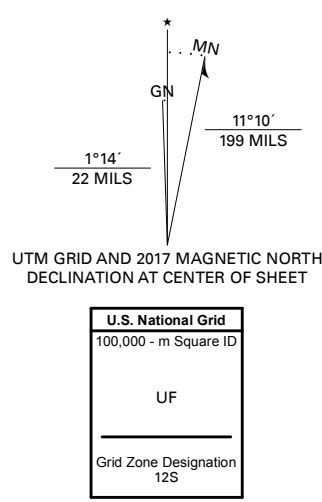 ★
MN
GN
11°10´
199 MILS
1°14´
22 MILS
UTM GRID AND 2017 MAGNETIC NORTH
DECLINATION AT CENTER OF SHEET
U.S. National Grid
100,000 - m Square ID
UF
Grid Zone Designation
12S